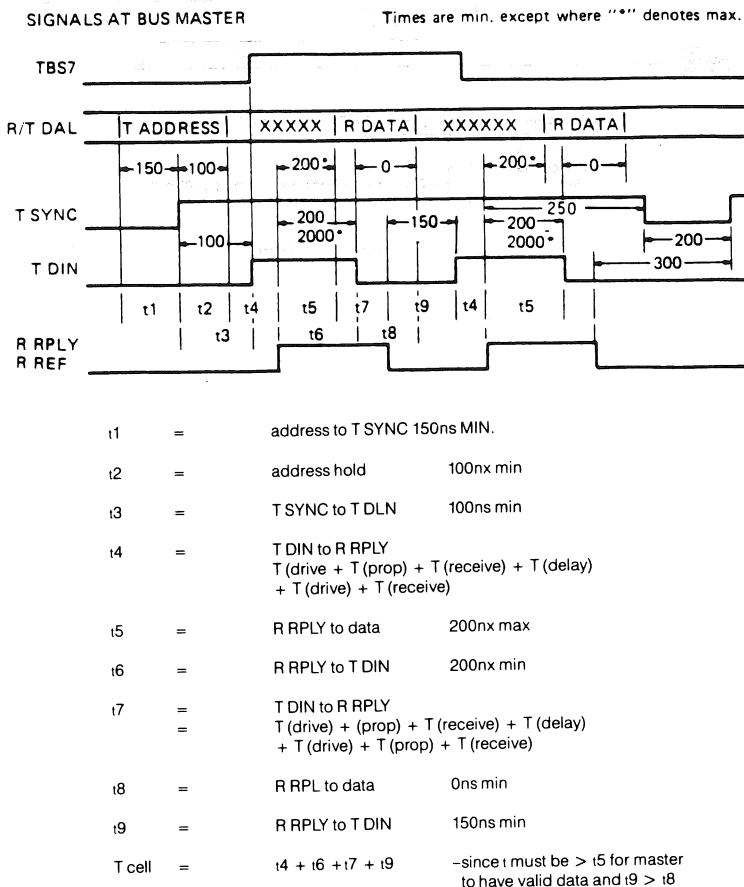 SIGNALS AT BUS MASTER
Times are min. except where "*" denotes max.
TBS7
R/T DAL
T ADDRESS
XXXXX
R DATA
XXXXXX
R DATA
150
100
200*
0
200*
0
T SYNC
250
100
200
2000*
150
200
2000*
200
300
T DIN
t1
t2
t4
t5
t7
t9
t4
t5
t3
t6
t8
R RPLY
R REF
t1 = address to T SYNC 150ns MIN.
t2 = address hold 100nx min
t3 = T SYNC to T DLN 100ns min
t4 = T DIN to R RPLY
T (drive + T (prop) + T (receive) + T (delay)
+ T (drive) + T (receive)
t5 = R RPLY to data 200nx max
t6 = R RPLY to T DIN 200nx min
t7 = T DIN to R RPLY
= T (drive) + (prop) + T (receive) + T (delay)
+ T (drive) + T (prop) + T (receive)
t8 = R RPL to data 0ns min
t9 = R RPLY to T DIN 150ns min
T cell = t4 + t6 +t7 + t9 –since t must be > t5 for master
to have valid data and t9 > t8